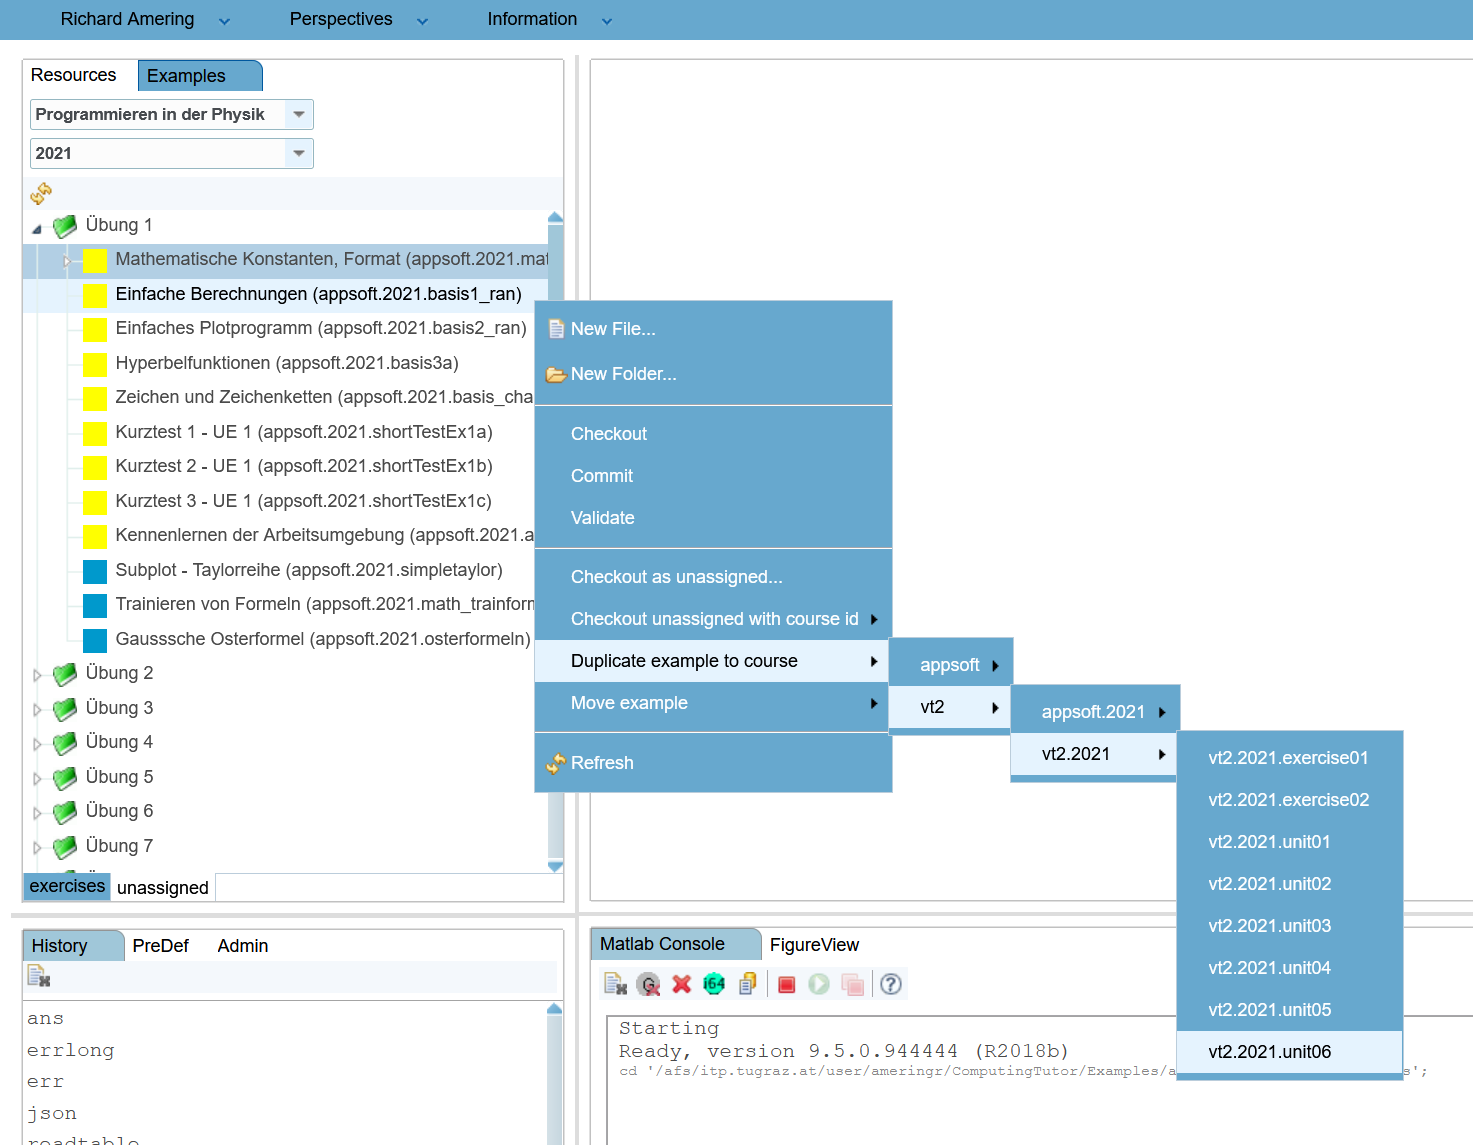 Richard Amering Perspectives Information
Resources Examples
Programmieren in der Physik
2021
Übung 1
Mathematische Konstanten, Format (appsoft.2021.mat
Einfache Berechnungen (appsoft.2021.basis1_ran)
Einfaches Plotprogramm (appsoft.2021.basis2_ran)
Hyperbelfunktionen (appsoft.2021.basis3a)
Zeichen und Zeichenketten (appsoft.2021.basis_cha
Kurztest 1 - UE 1 (appsoft.2021.shortTestEx1a)
Kurztest 2 - UE 1 (appsoft.2021.shortTestEx1b)
Kurztest 3 - UE 1 (appsoft.2021.shortTestEx1c)
Kennenlernen der Arbeitsumgebung (appsoft.2021.a
Subplot - Taylorreihe (appsoft.2021.simpletaylor)
Trainieren von Formeln (appsoft.2021.math_trainform
Gausssche Osterformel (appsoft.2021.osterformeln)
Übung 2
Übung 3
Übung 4
Übung 5
Übung 6
Übung 7
exercises unassigned
New File...
New Folder...
Checkout
Commit
Validate
Checkout as unassigned...
Checkout unassigned with course id
Duplicate example to course
Move example
Refresh
appsoft
vt2
appsoft.2021
vt2.2021
vt2.2021.exercise01
vt2.2021.exercise02
vt2.2021.unit01
vt2.2021.unit02
vt2.2021.unit03
vt2.2021.unit04
vt2.2021.unit05
vt2.2021.unit06
History PreDef Admin
ans
errlong
err
json
readtable
Matlab Console FigureView
G i64 ?
Starting
Ready, version 9.5.0.944444 (R2018b)
cd '/afs/itp.tugraz.at/user/ameringr/ComputingTutor/Examples/a s';